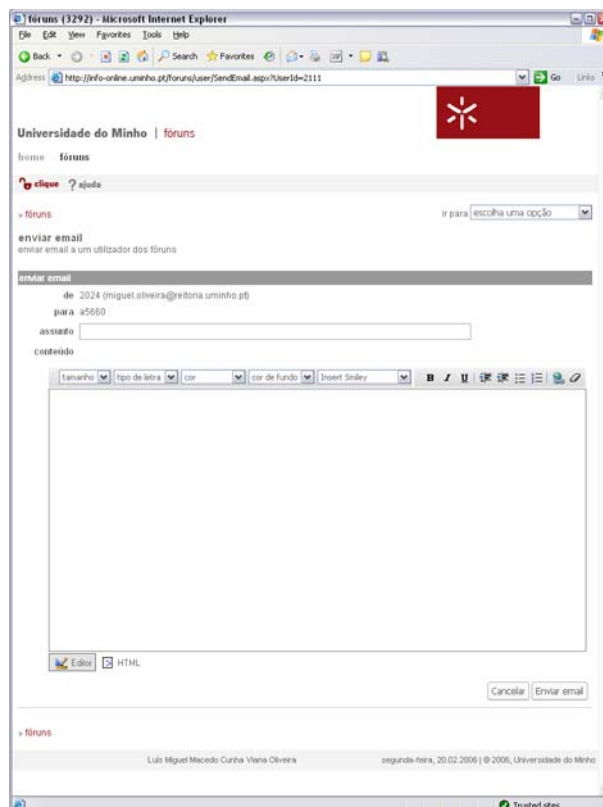 fóruns (3292) - Microsoft Internet Explorer
File Edit View Favorites Tools Help
Back Search Favorites
Address http://info-online.uminho.pt/foruns/user/SendEmail.aspx?UserId=2111 Go Links
Universidade do Minho | fóruns
home fóruns
clique ? ajuda
» fóruns ir para escolha uma opção
enviar email
enviar email a um utilizador dos fóruns
enviar email
de 2024 (miguel.oliveira@reitoria.uminho.pt)
para a5660
assunto
conteúdo
tamanho tipo de letra cor cor de fundo Insert Smiley B I U
Editor HTML
Cancelar Enviar email
» fóruns
Luís Miguel Macedo Cunha Viana Oliveira segunda-feira, 20.02.2006 | © 2006, Universidade do Minho
Trusted sites